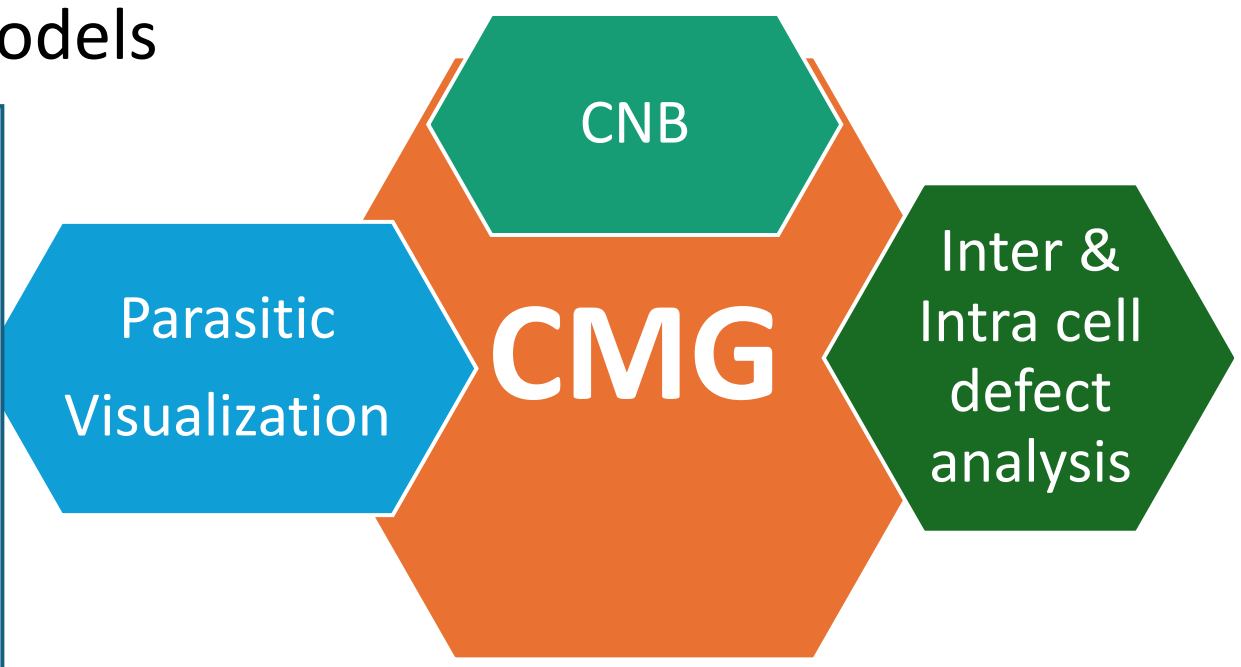 odels
CNB
Parasitic
Visualization
CMG
Inter &
Intra cell
defect
analysis